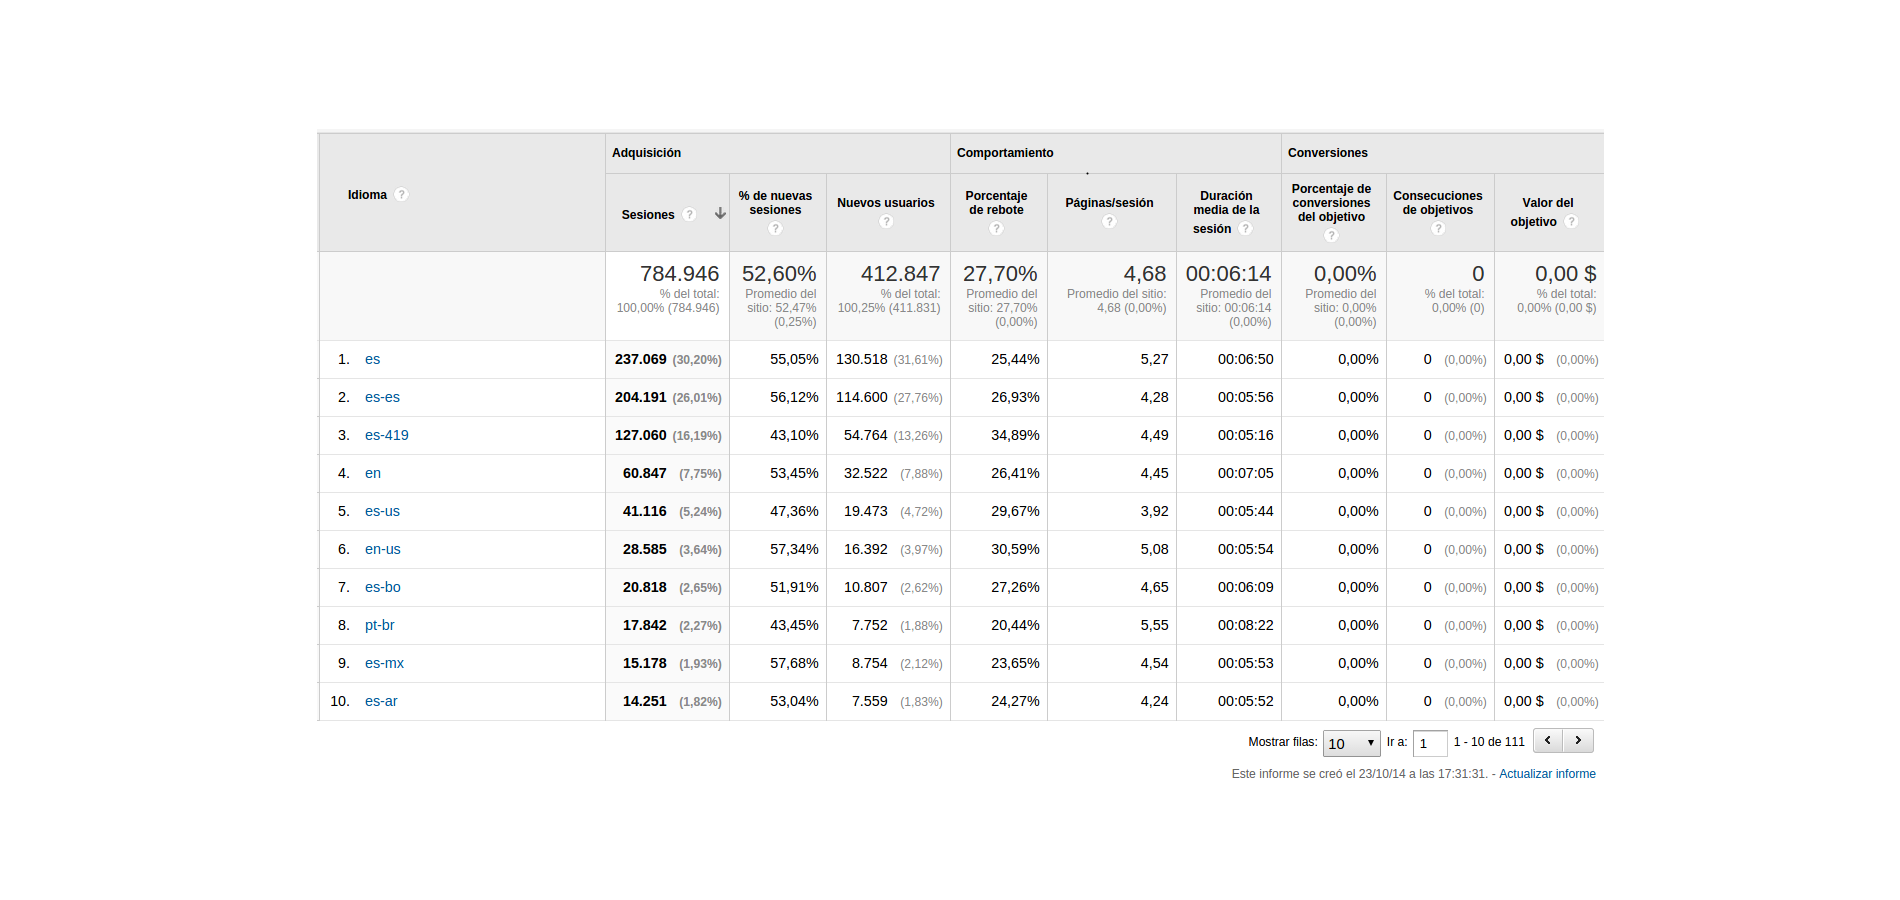 Adquisición Comportamiento Conversiones
Idioma ?
Sesiones ?
% de nuevas
sesiones
?
Nuevos usuarios
?
Porcentaje
de rebote
?
Páginas/sesión
?
Duración
media de la
sesión ?
Porcentaje de
conversiones
del objetivo
?
Consecuciones
de objetivos
?
Valor del
objetivo ?
784.946
% del total:
100,00% (784.946)
52,60%
Promedio del
sitio: 52,47%
(0,25%)
412.847
% del total:
100,25% (411.831)
27,70%
Promedio del
sitio: 27,70%
(0,00%)
4,68
Promedio del sitio:
4,68 (0,00%)
00:06:14
Promedio del
sitio: 00:06:14
(0,00%)
0,00%
Promedio del
sitio: 0,00%
(0,00%)
0
% del total:
0,00% (0)
0,00 $
% del total:
0,00% (0,00 $)
1. es 237.069 (30,20%) 55,05% 130.518 (31,61%) 25,44% 5,27 00:06:50 0,00% 0 (0,00%) 0,00 $ (0,00%)
2. es-es 204.191 (26,01%) 56,12% 114.600 (27,76%) 26,93% 4,28 00:05:56 0,00% 0 (0,00%) 0,00 $ (0,00%)
3. es-419 127.060 (16,19%) 43,10% 54.764 (13,26%) 34,89% 4,49 00:05:16 0,00% 0 (0,00%) 0,00 $ (0,00%)
4. en 60.847 (7,75%) 53,45% 32.522 (7,88%) 26,41% 4,45 00:07:05 0,00% 0 (0,00%) 0,00 $ (0,00%)
5. es-us 41.116 (5,24%) 47,36% 19.473 (4,72%) 29,67% 3,92 00:05:44 0,00% 0 (0,00%) 0,00 $ (0,00%)
6. en-us 28.585 (3,64%) 57,34% 16.392 (3,97%) 30,59% 5,08 00:05:54 0,00% 0 (0,00%) 0,00 $ (0,00%)
7. es-bo 20.818 (2,65%) 51,91% 10.807 (2,62%) 27,26% 4,65 00:06:09 0,00% 0 (0,00%) 0,00 $ (0,00%)
8. pt-br 17.842 (2,27%) 43,45% 7.752 (1,88%) 20,44% 5,55 00:08:22 0,00% 0 (0,00%) 0,00 $ (0,00%)
9. es-mx 15.178 (1,93%) 57,68% 8.754 (2,12%) 23,65% 4,54 00:05:53 0,00% 0 (0,00%) 0,00 $ (0,00%)
10. es-ar 14.251 (1,82%) 53,04% 7.559 (1,83%) 24,27% 4,24 00:05:52 0,00% 0 (0,00%) 0,00 $ (0,00%)
Mostrar filas: 10 Ir a: 1 1 - 10 de 111
Este informe se creó el 23/10/14 a las 17:31:31. - Actualizar informe